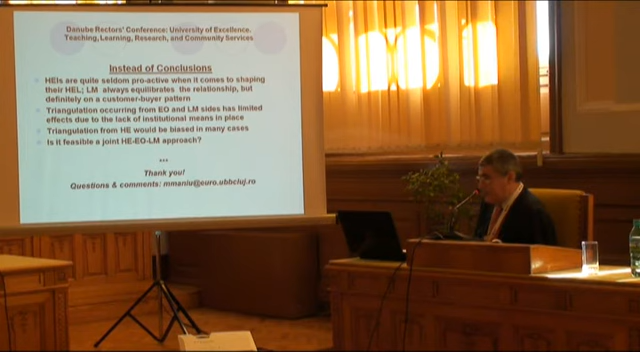 Danube Rectors' Conference: University of Excellence.
Teaching, Learning, Research, and Community Services
Instead of Conclusions
HEIs are quite seldom pro-active when it comes to shaping
their HEL; LM always equilibrates the relationship, but
definitely on a customer-buyer pattern
Triangulation occurring from EO and LM sides has limited
effects due to the lack of institutional means in place
Triangulation from HE would be biased in many cases
Is it feasible a joint HE-EO-LM approach?
***
Thank you!
Questions & comments: mmaniu@euro.ubbcluj.ro